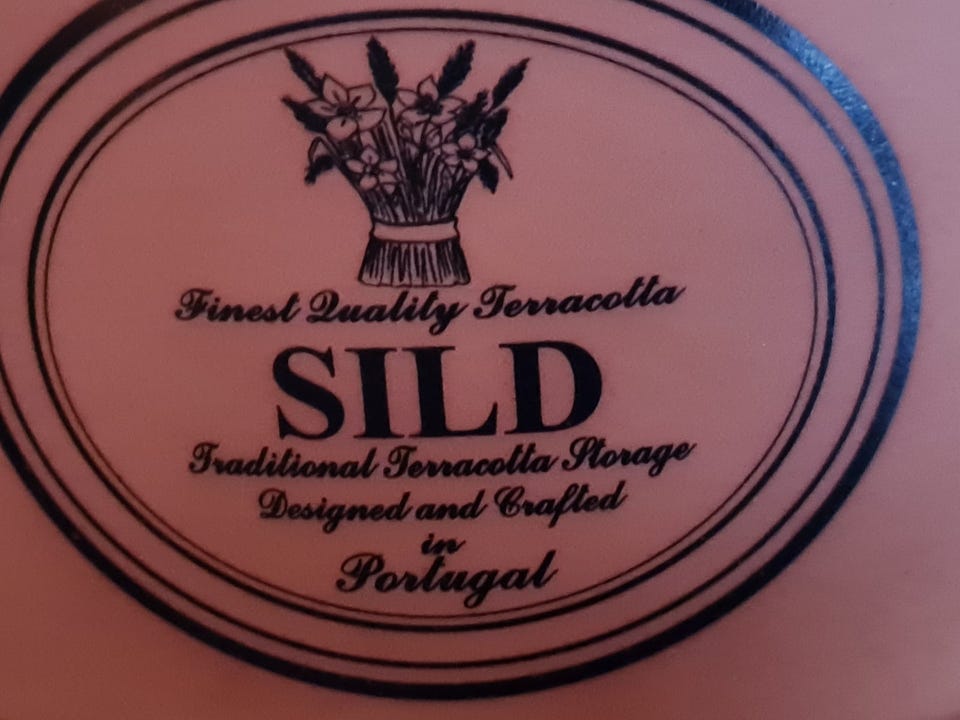 Finest Quality Terracotta
SILD
Traditional Terracotta Storage
Designed and Crafted
in
Portugal